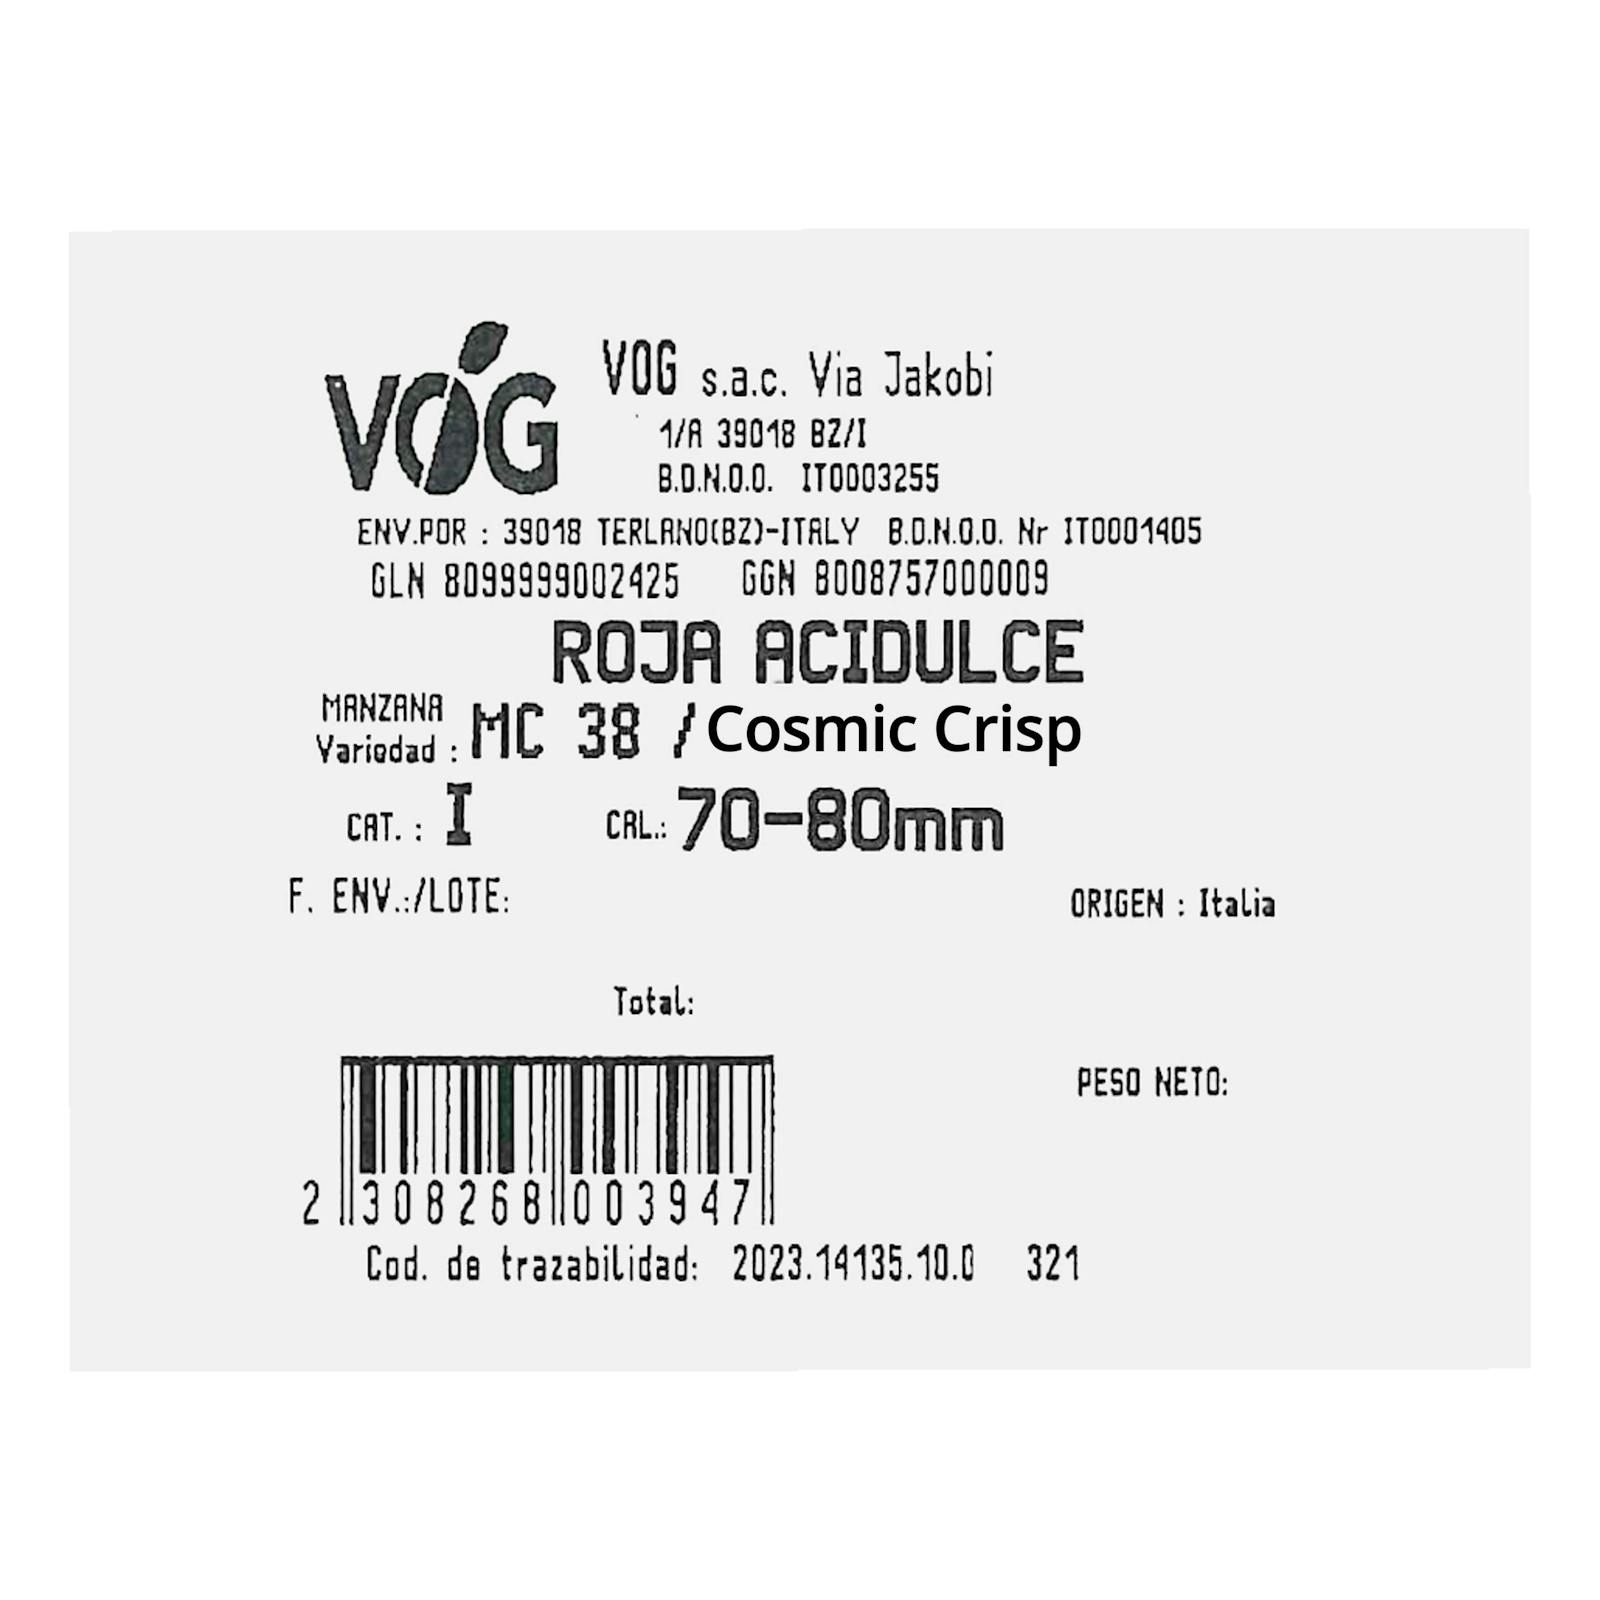 VOG
VOG s.a.c. Via Jakobi
1/A 39018 BZ/I
B.D.N.O.O. IT0003255
ENV.POR : 39018 TERLANO(BZ)-ITALY B.D.N.O.O. Nr IT0001405
GLN 8099999002425 GGN 8008757000009
ROJA ACIDULCE
MANZANA
Variedad : MC 38 / Cosmic Crisp
CAT. : I CAL.: 70-80mm
F. ENV.:/LOTE:
ORIGEN : Italia
Total:
PESO NETO:
2 308268 003947
Cod. de trazabilidad: 2023.14135.10.0 321